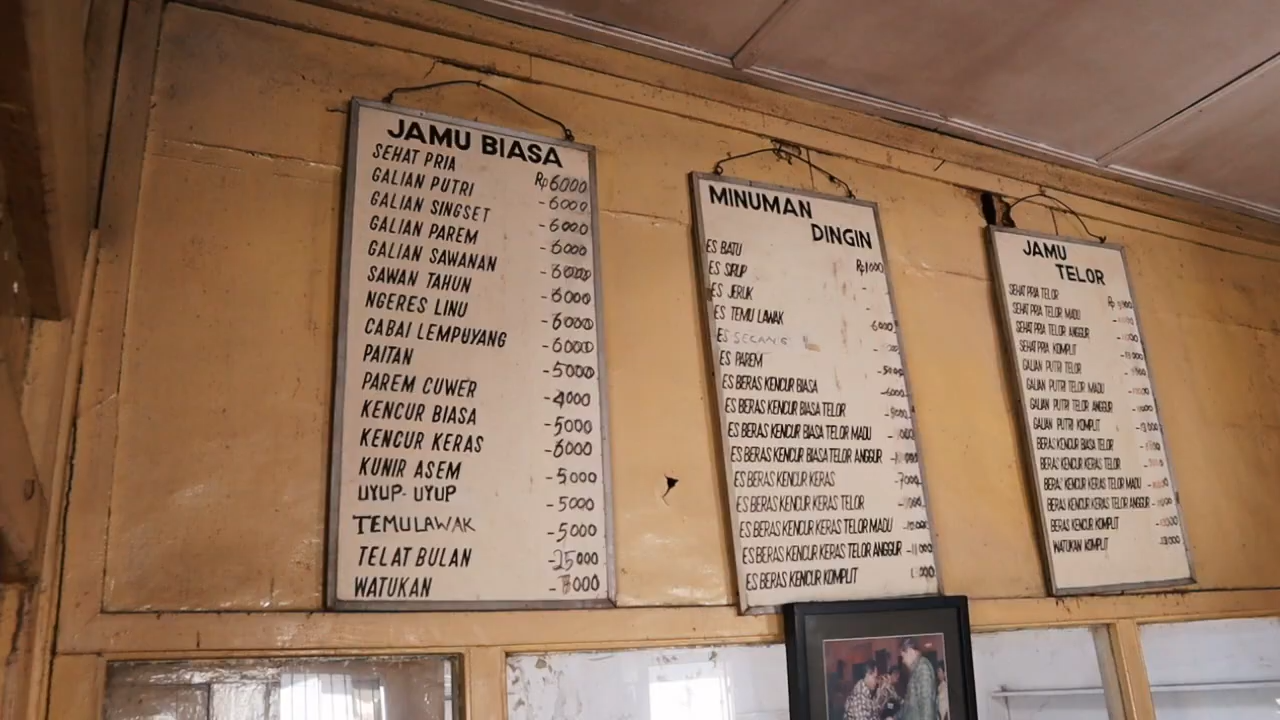 JAMU BIASA
SEHAT PRIA Rp 6000
GALIAN PUTRI -6000
GALIAN SINGSET -6000
GALIAN PAREM -6000
GALIAN SAWANAN -6000
SAWAN TAHUN -6000
NGERES LINU -6000
CABAI LEMPUYANG -6000
PAITAN -5000
PAREM CUWER -4000
KENCUR BIASA -5000
KENCUR KERAS -6000
KUNIR ASEM -5000
UYUP-UYUP -5000
TEMULAWAK -5000
TELAT BULAN -25000
WATUKAN 000
MINUMAN
DINGIN
ES BATU Rp 1000
ES SIRUP
ES JERUK
ES TEMU LAWAK -6000
ES SECANG
ES PAREM -5000
ES BERAS KENCUR BIASA -6000
ES BERAS KENCUR BIASA TELOR
ES BERAS KENCUR BIASA TELOR MADU
ES BERAS KENCUR BIASA TELOR ANGGUR
ES BERAS KENCUR KERAS -7000
ES BERAS KENCUR KERAS TELOR
ES BERAS KENCUR KERAS TELOR MADU
ES BERAS KENCUR KERAS TELOR ANGGUR -11000
ES BERAS KENCUR KOMPLIT
JAMU
TELOR
SEHAT PRIA TELOR Rp
SEHAT PRIA TELOR MADU
SEHAT PRIA TELOR ANGGUR
SEHAT PRIA KOMPLIT
GALIAN PUTRI TELOR
GALIAN PUTRI TELOR MADU
GALIAN PUTRI TELOR ANGGUR
GALIAN PUTRI KOMPLIT
BERAS KENCUR BIASA TELOR
BERAS KENCUR KERAS TELOR
BERAS KENCUR KERAS TELOR MADU
BERAS KENCUR KERAS TELOR ANGGUR
BERAS KENCUR KOMPLIT
WATUKAN KOMPLIT